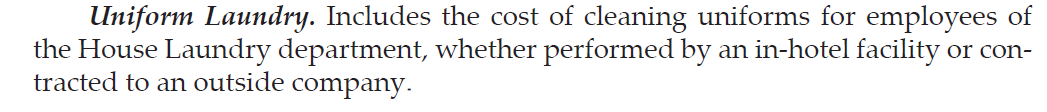 Uniform Laundry. Includes the cost of cleaning uniforms for employees of
the House Laundry department, whether performed by an in-hotel facility or con-
tracted to an outside company.